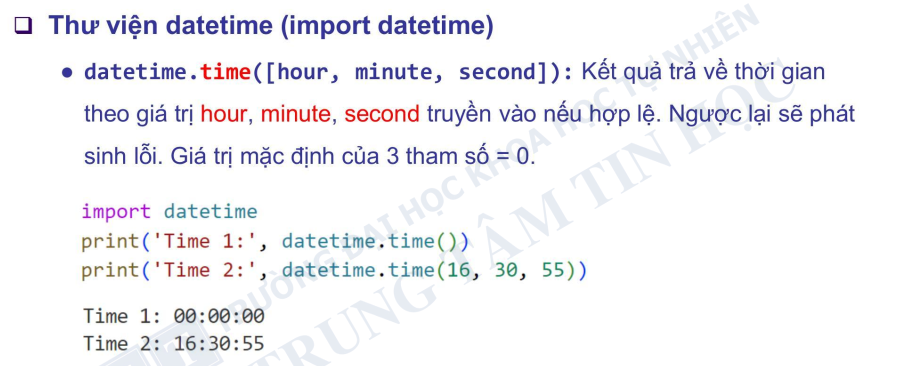 ❑ Thư viện datetime (import datetime)
• datetime.time([hour, minute, second]): Kết quả trả về thời gian
theo giá trị hour, minute, second truyền vào nếu hợp lệ. Ngược lại sẽ phát
sinh lỗi. Giá trị mặc định của 3 tham số = 0.
import datetime
print('Time 1:', datetime.time())
print('Time 2:', datetime.time(16, 30, 55))
Time 1: 00:00:00
Time 2: 16:30:55
TRƯỜNG ĐẠI HỌC KHOA HỌC TỰ NHIÊN
TRUNG TÂM TIN HỌC